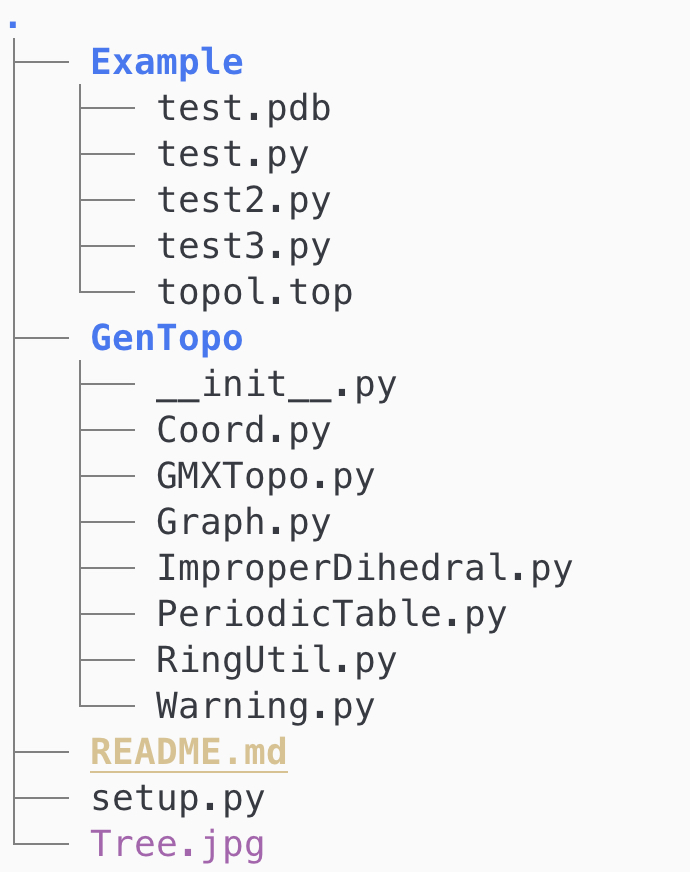 .
Example
test.pdb
test.py
test2.py
test3.py
topol.top
GenTopo
__init__.py
Coord.py
GMXTopo.py
Graph.py
ImproperDihedral.py
PeriodicTable.py
RingUtil.py
Warning.py
README.md
setup.py
Tree.jpg